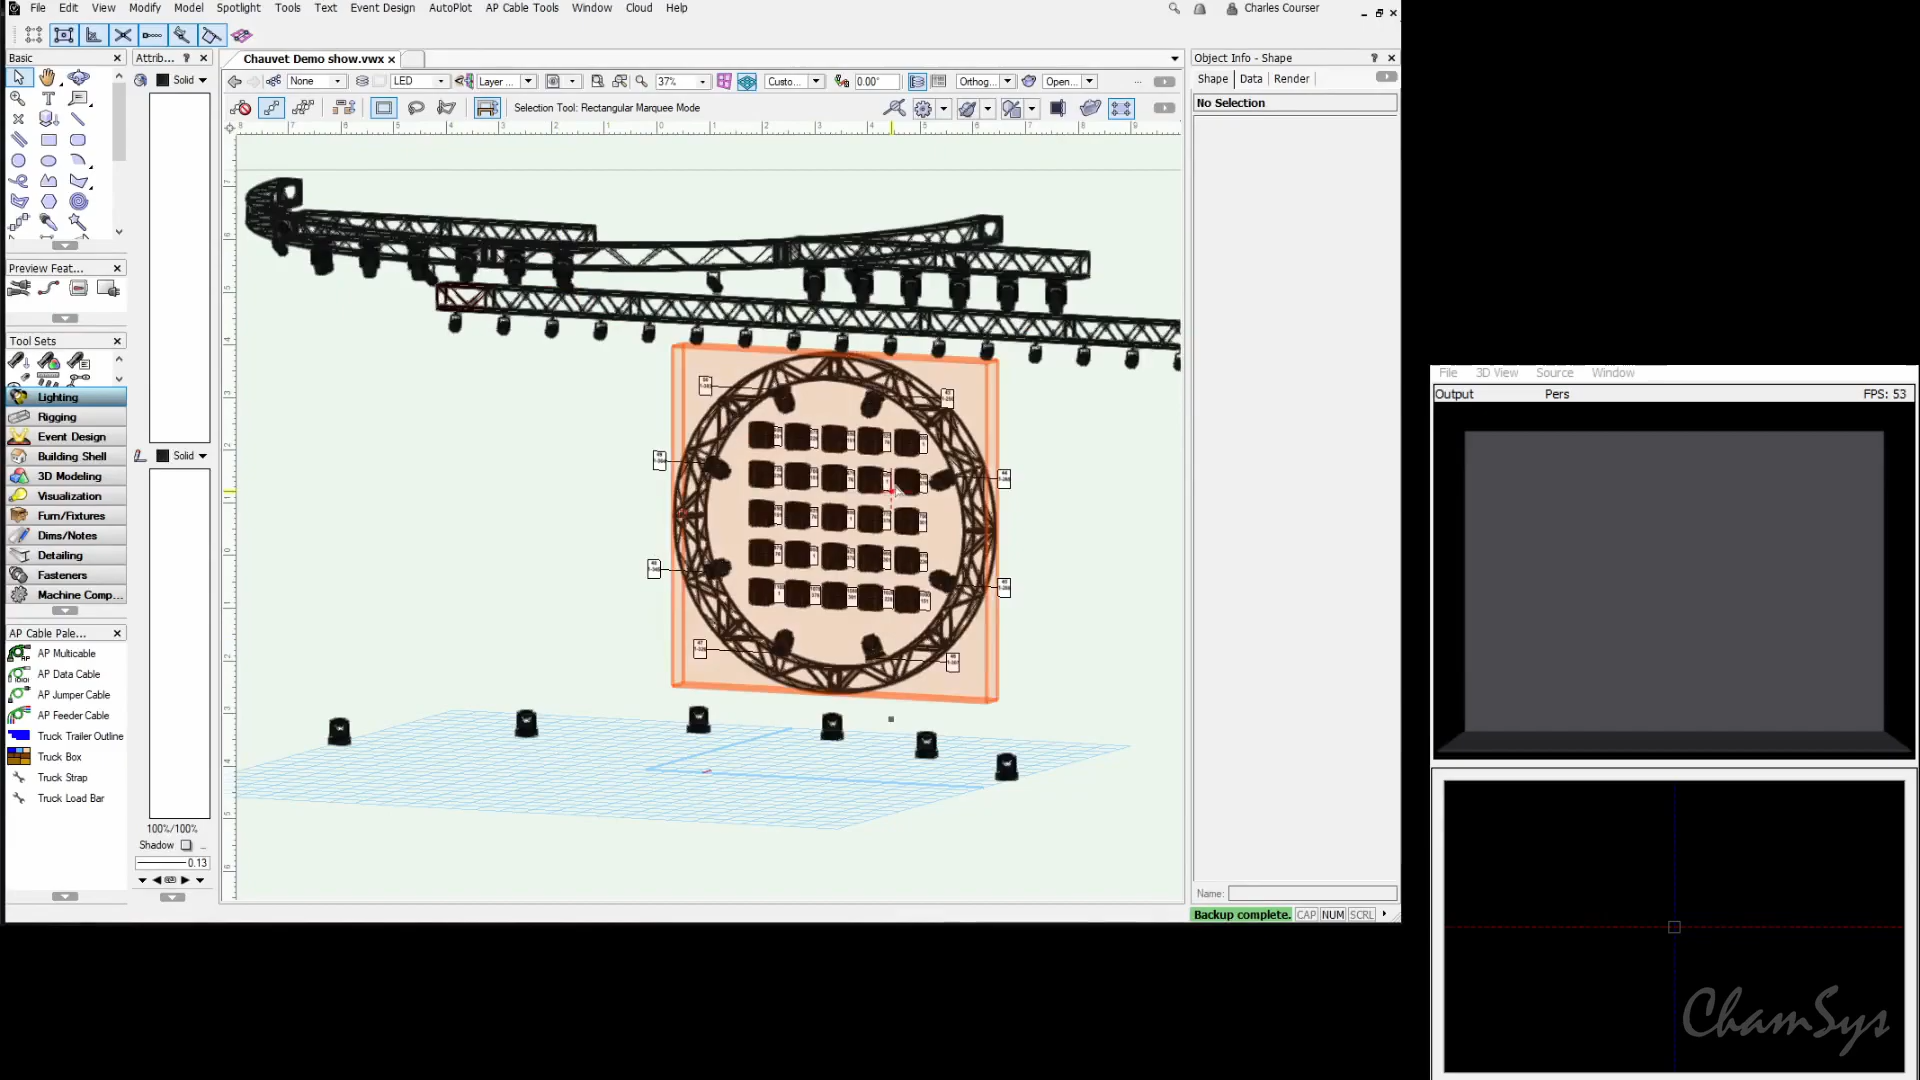 File Edit View Modify Model Spotlight Tools Text Event Design AutoPlot AP Cable Tools Window Cloud Help
Charles Courser
Basic
Attrib...
Chauvet Demo show.vwx
Object Info - Shape
Solid
None
LED
Layer ...
37%
Custo...
0.00°
Orthog...
Open...
Shape Data Render
Selection Tool: Rectangular Marquee Mode
No Selection
Preview Feat...
Tool Sets
Lighting
Rigging
Event Design
Building Shell
3D Modeling
Visualization
Furn/Fixtures
Dims/Notes
Detailing
Fasteners
Machine Comp...
Solid
AP Cable Pale...
AP Multicable
AP Data Cable
AP Jumper Cable
AP Feeder Cable
Truck Trailer Outline
Truck Box
Truck Strap
Truck Load Bar
100%/100%
Shadow
0.13
Name:
Backup complete. CAP NUM SCRL
File 3D View Source Window
Output Pers FPS: 53
ChamSys